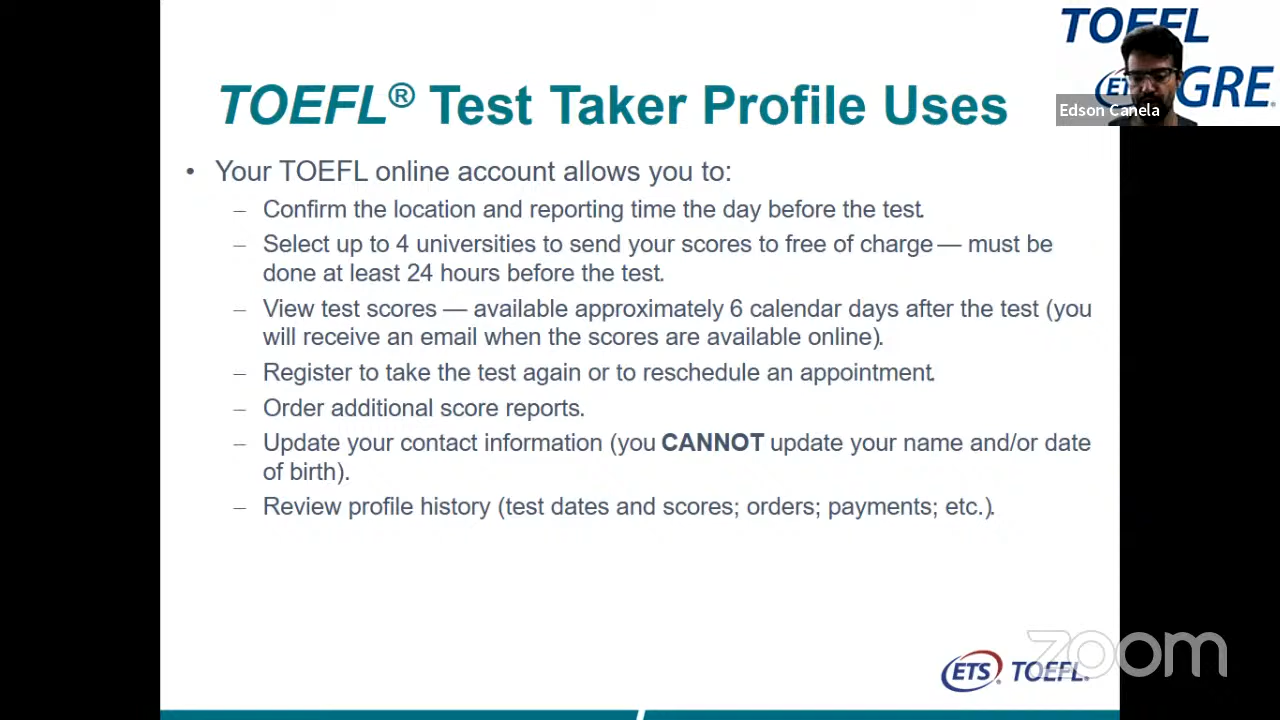 TOEFL
ETS GRE
Edson Canela
TOEFL® Test Taker Profile Uses
• Your TOEFL online account allows you to:
– Confirm the location and reporting time the day before the test.
– Select up to 4 universities to send your scores to free of charge — must be
done at least 24 hours before the test.
– View test scores — available approximately 6 calendar days after the test (you
will receive an email when the scores are available online).
– Register to take the test again or to reschedule an appointment.
– Order additional score reports.
– Update your contact information (you CANNOT update your name and/or date
of birth).
– Review profile history (test dates and scores; orders; payments; etc.).
zoom
ETS® TOEFL®